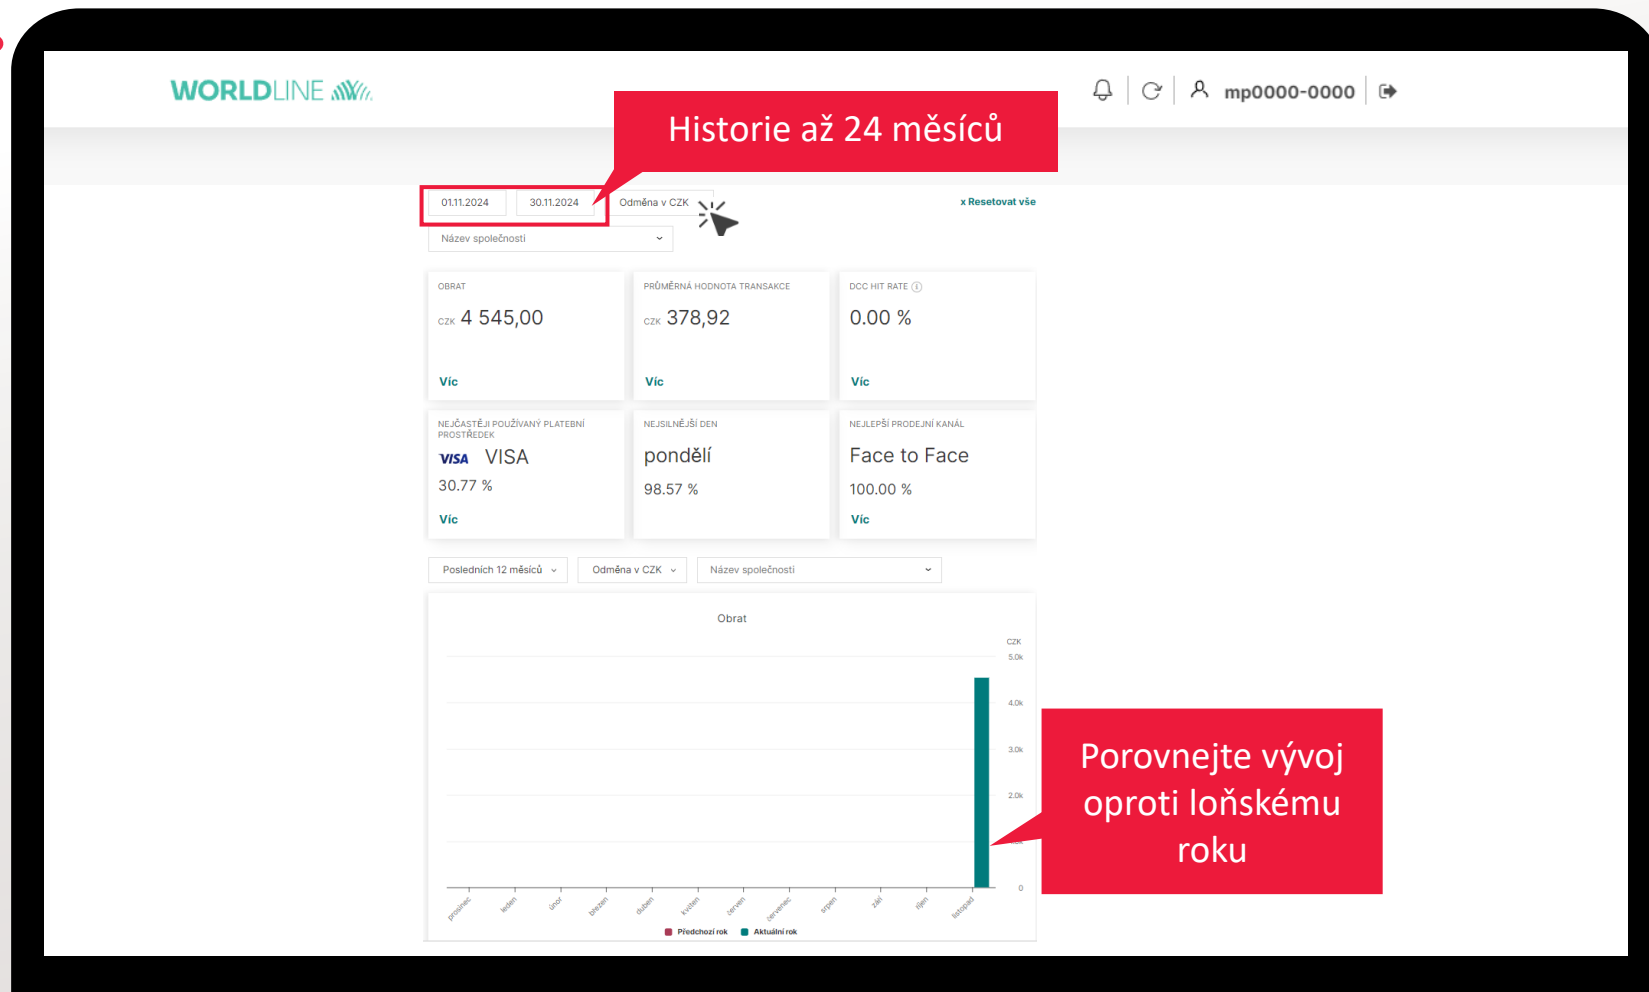 WORLDLINE
mp0000-0000
Historie až 24 měsíců
01.11.2024
30.11.2024
Odměna v CZK
x Resetovat vše
Název společnosti
OBRAT
CZK 4 545,00
Víc
PRŮMĚRNÁ HODNOTA TRANSAKCE
CZK 378,92
Víc
DCC HIT RATE
0.00 %
Víc
NEJČASTĚJI POUŽÍVANÝ PLATEBNÍ
PROSTŘEDEK
VISA VISA
30.77 %
Víc
NEJSILNĚJŠÍ DEN
pondělí
98.57 %
NEJLEPŠÍ PRODEJNÍ KANÁL
Face to Face
100.00 %
Víc
Posledních 12 měsíců
Odměna v CZK
Název společnosti
Obrat
CZK
5.0k
4.0k
3.0k
2.0k
0
Porovnejte vývoj
oproti loňskému
roku
prosinec
leden
únor
březen
duben
květen
červen
červenec
srpen
září
říjen
listopad
Předchozí rok
Aktuální rok